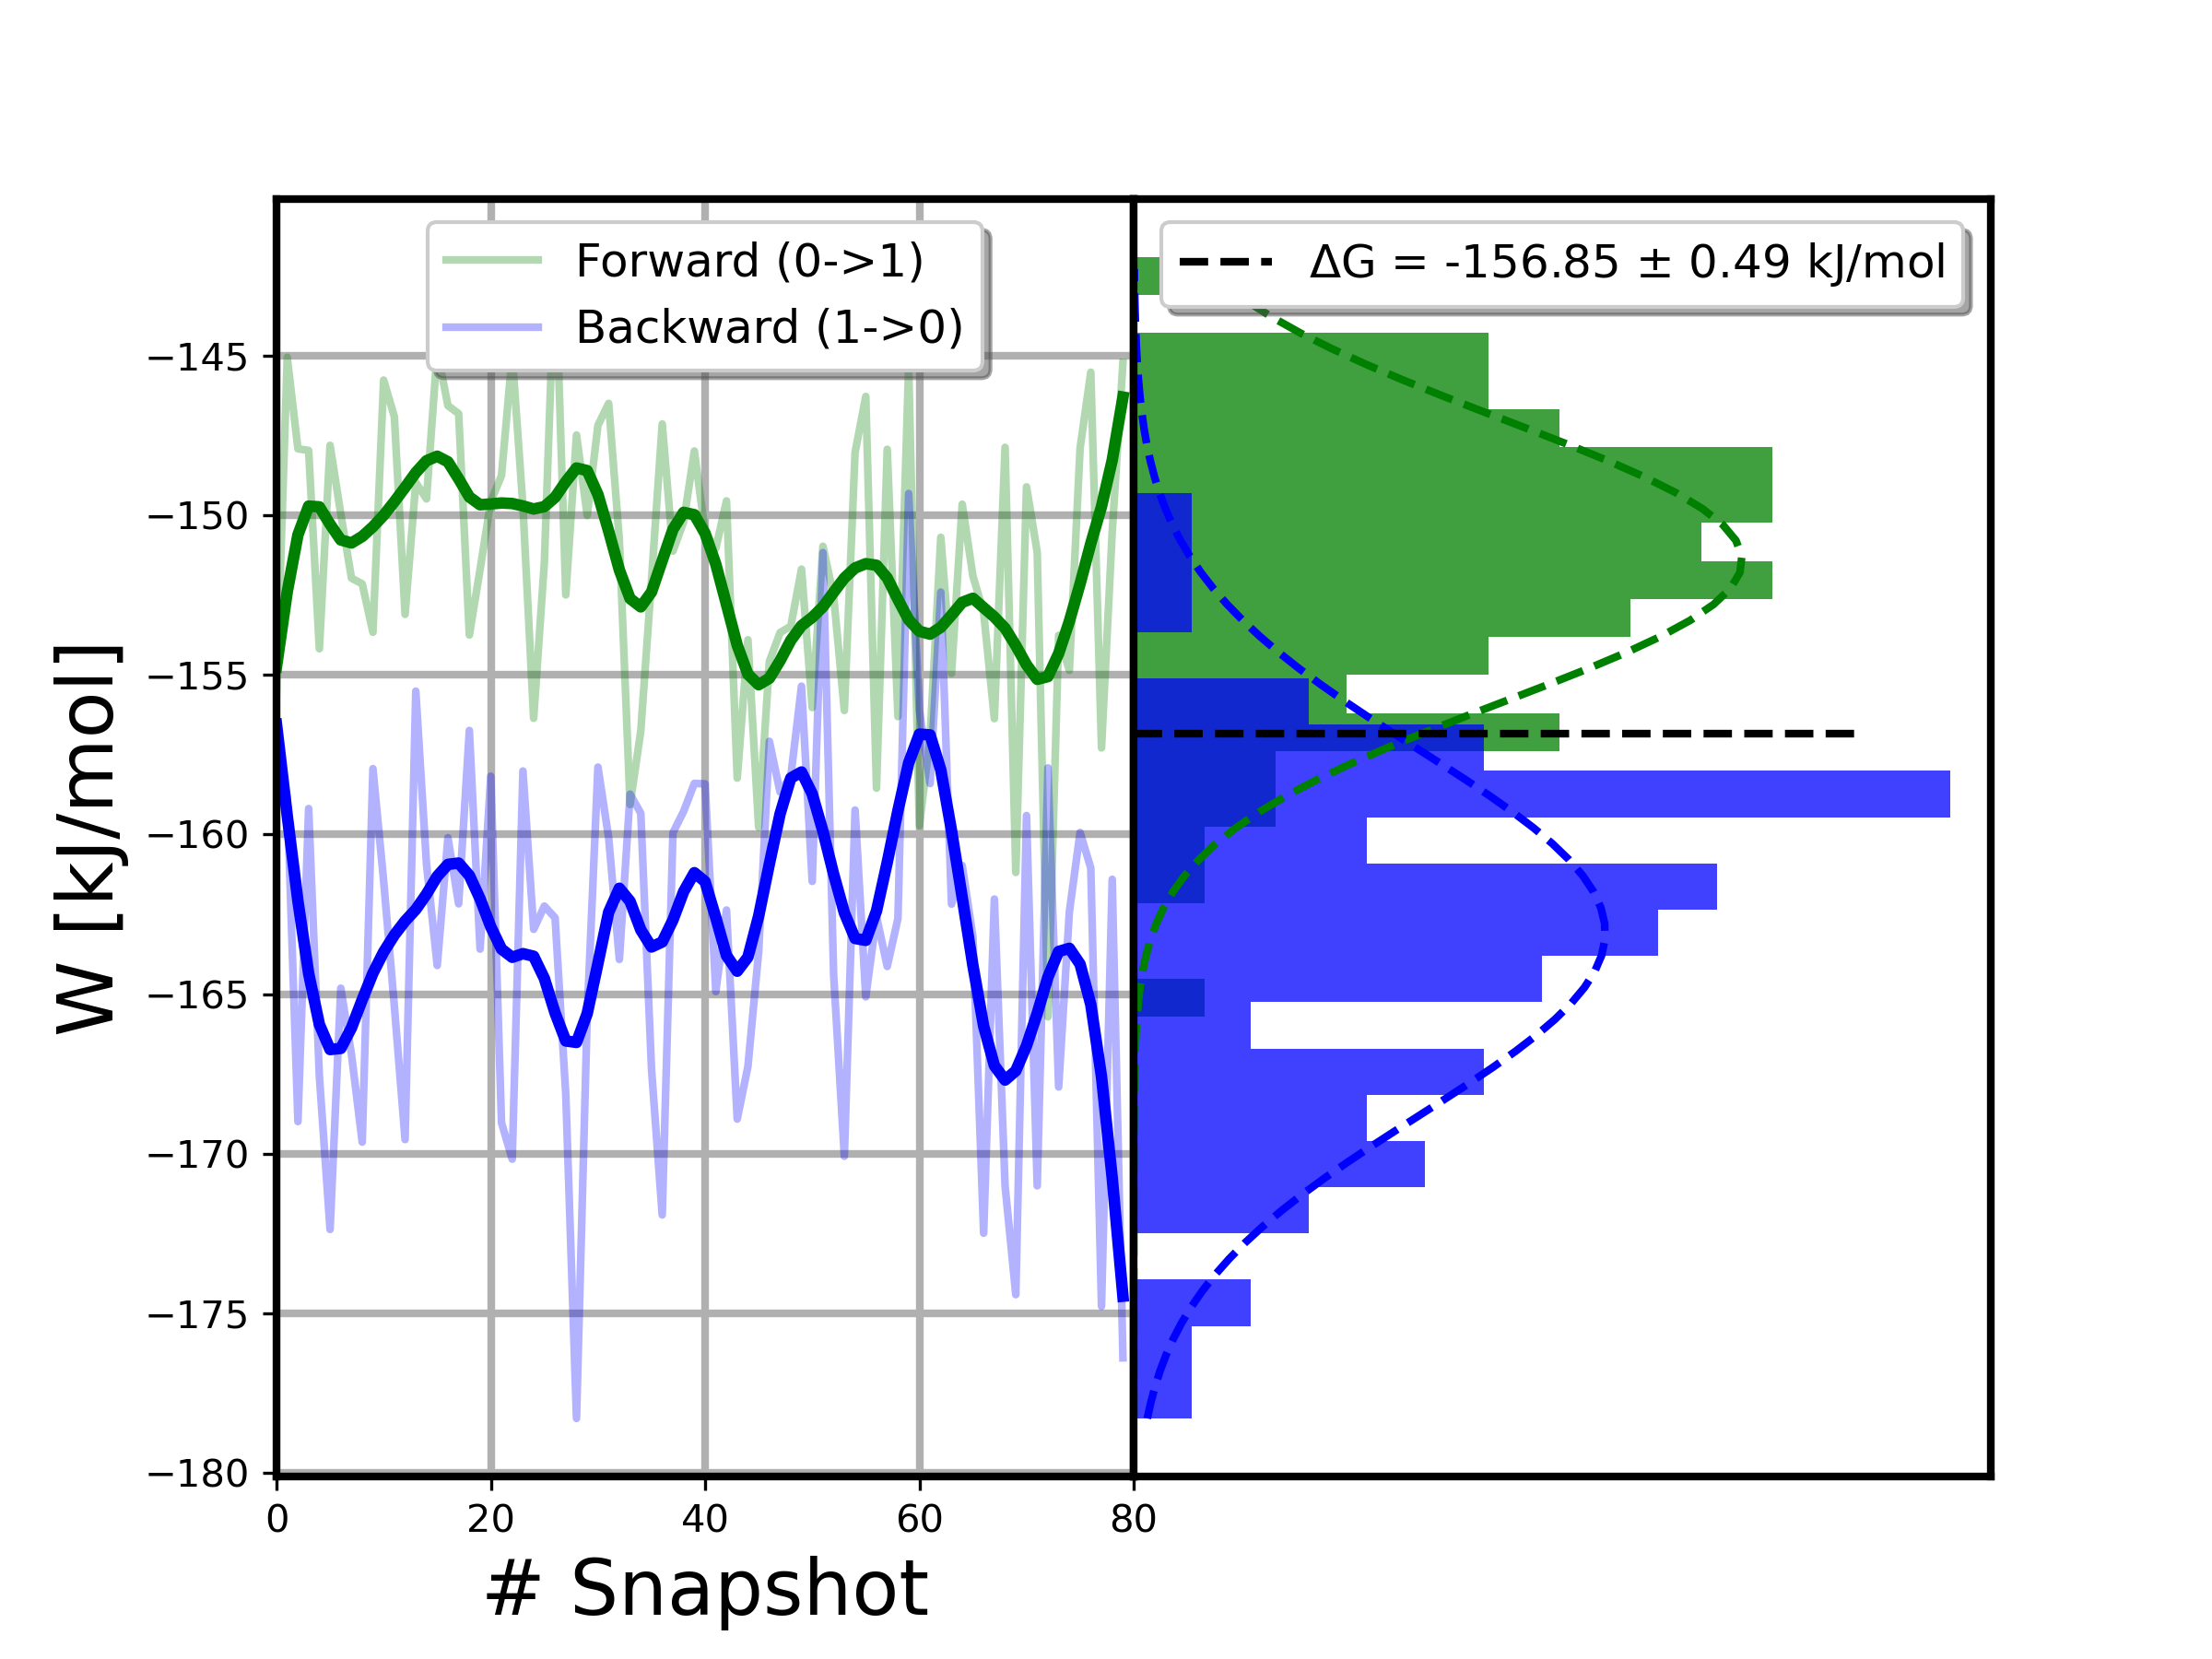 Forward (0->1)
Backward (1->0)
ΔG = -156.85 ± 0.49 kJ/mol
W [kJ/mol]
−145
−150
−155
−160
−165
−170
−175
−180
0 20 40 60 80
# Snapshot